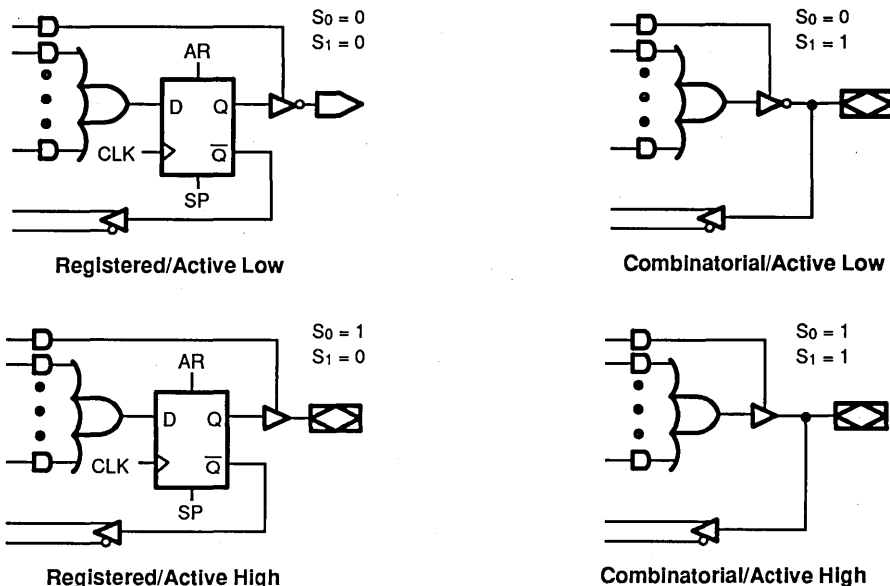 S0 = 0
S1 = 0
AR
D Q
CLK Q̅
SP
Registered/Active Low
S0 = 0
S1 = 1
Combinatorial/Active Low
S0 = 1
S1 = 0
AR
D Q
CLK Q̅
SP
Registered/Active High
S0 = 1
S1 = 1
Combinatorial/Active High